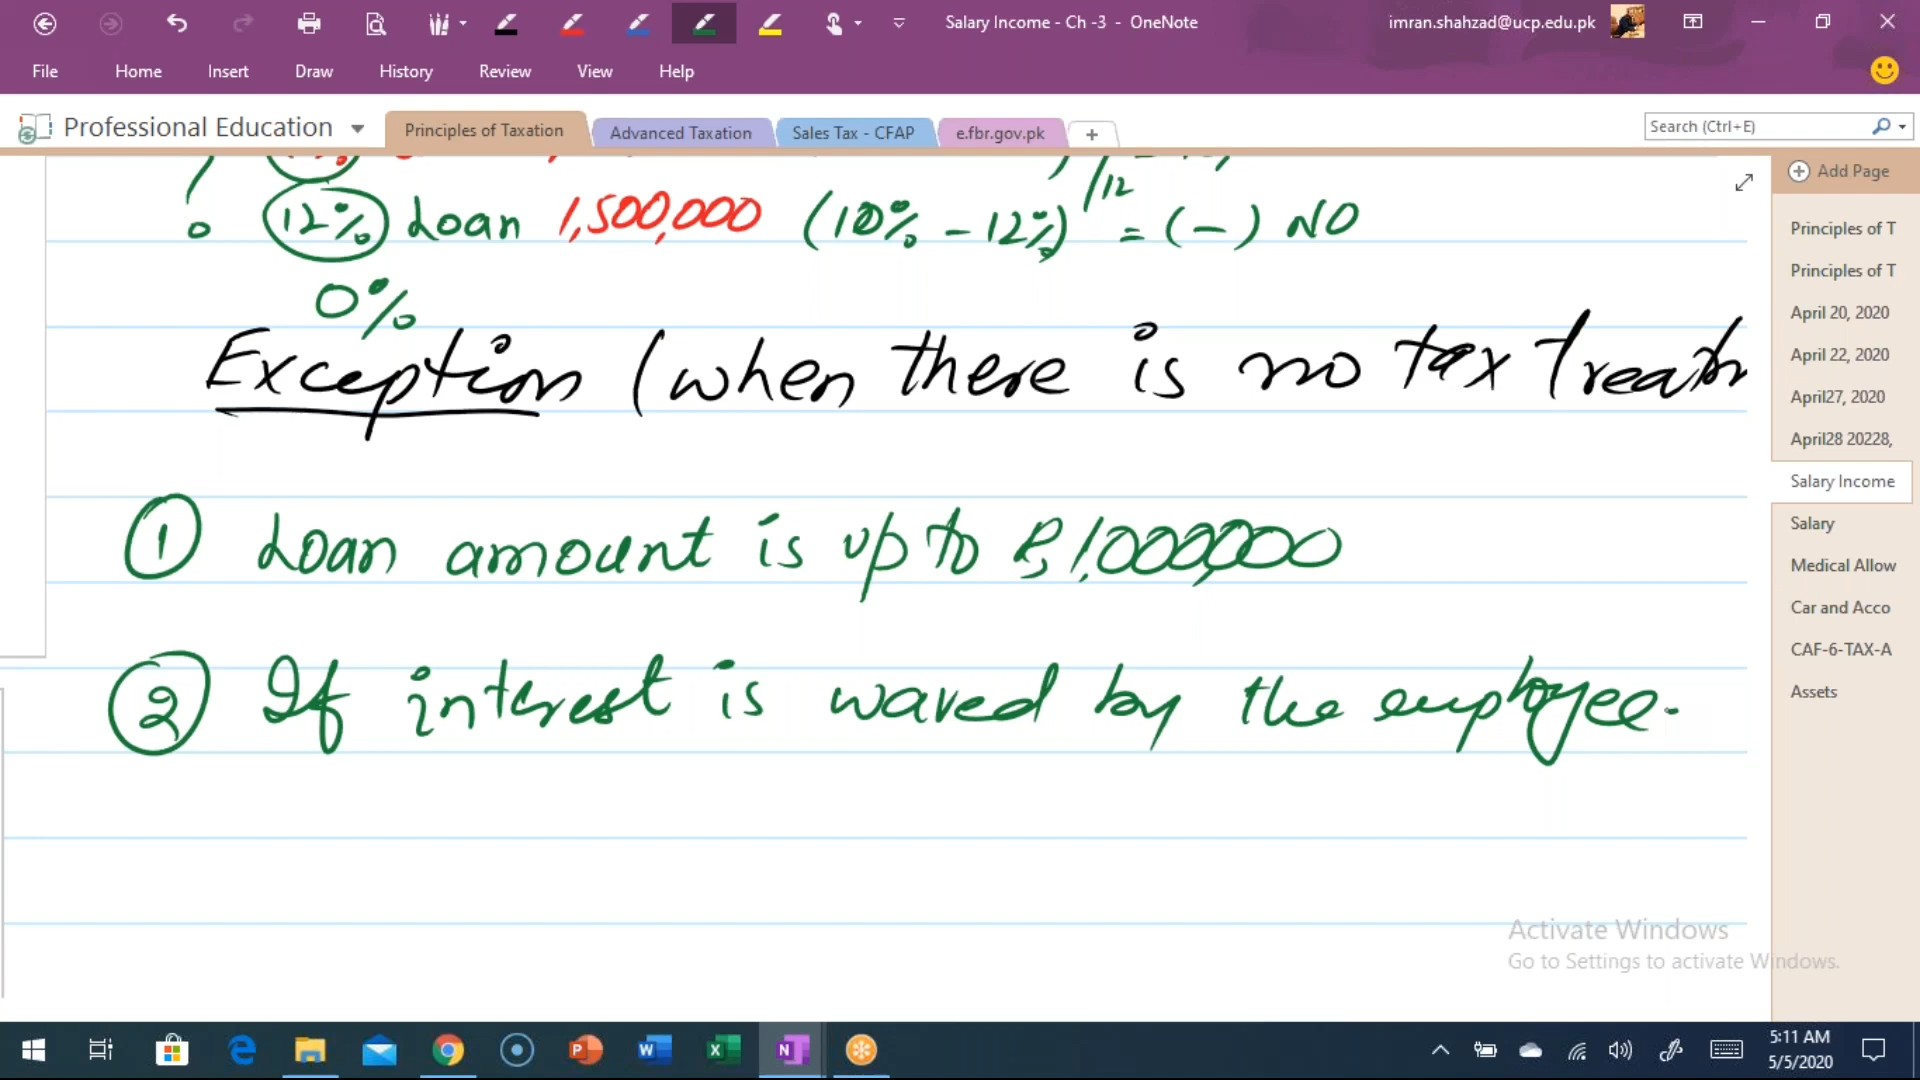 Salary Income - Ch -3 - OneNote
imran.shahzad@ucp.edu.pk
File Home Insert Draw History Review View Help
Professional Education
Principles of Taxation
Advanced Taxation
Sales Tax - CFAP
e.fbr.gov.pk
+
Search (Ctrl+E)
Add Page
Principles of T
Principles of T
April 20, 2020
April 22, 2020
April27, 2020
April28 20228,
Salary Income
Salary
Medical Allow
Car and Acco
CAF-6-TAX-A
Assets
12% Loan 1,500,000 (10% - 12%) /12 = (-) NO
0%
Exception (when there is no tax treatm
1 Loan amount is up to Rs 1,000,000
2 If interest is waved by the employee.
Activate Windows
Go to Settings to activate Windows.
5:11 AM
5/5/2020